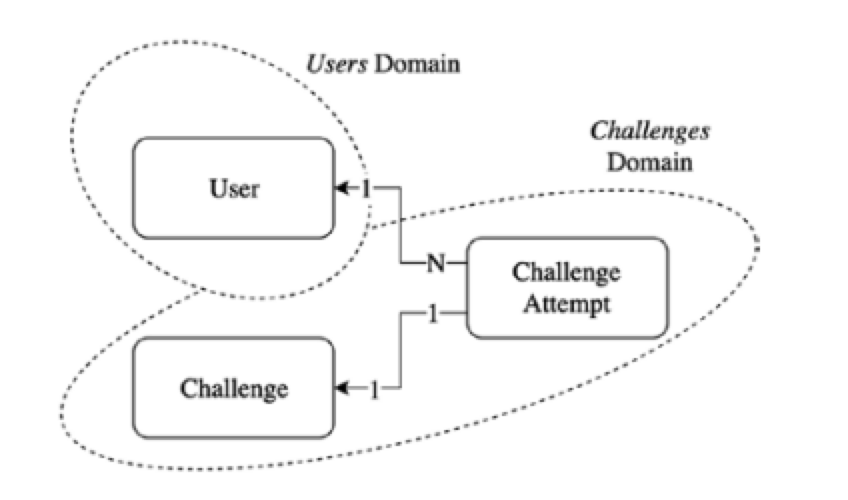 Users Domain
Challenges
Domain
User
1
N
Challenge
Attempt
1
Challenge
1